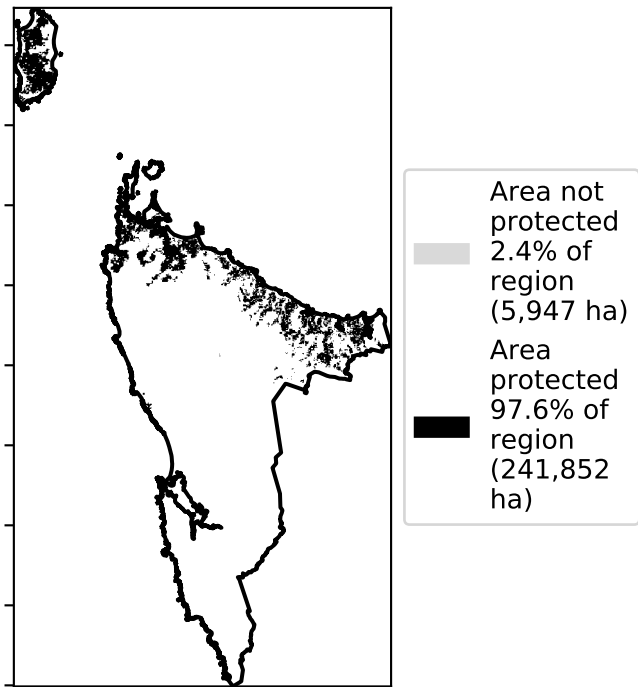 Area not
protected
2.4% of
region
(5,947 ha)
Area
protected
97.6% of
region
(241,852
ha)